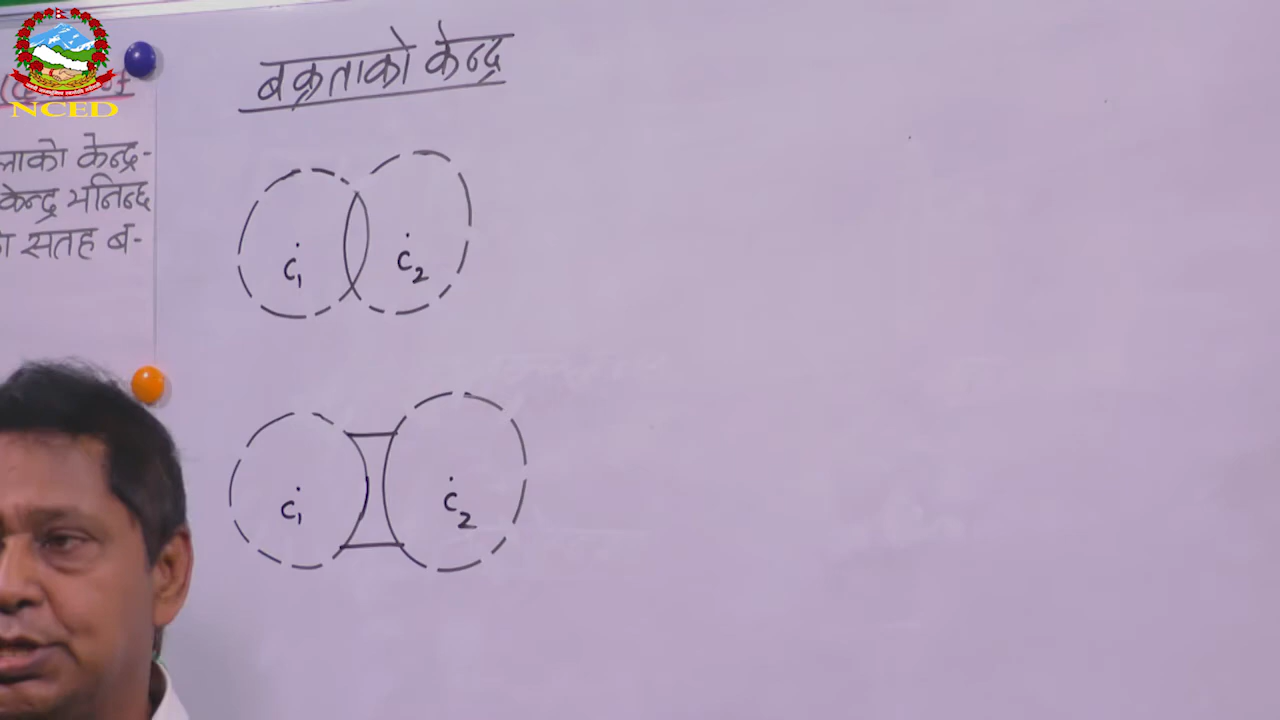 NCED
बक्रताको केन्द्र
लाको केन्द्र-
केन्द्र भनिन्छ
सतह ब-
C₁
C₂
C₁
C₂